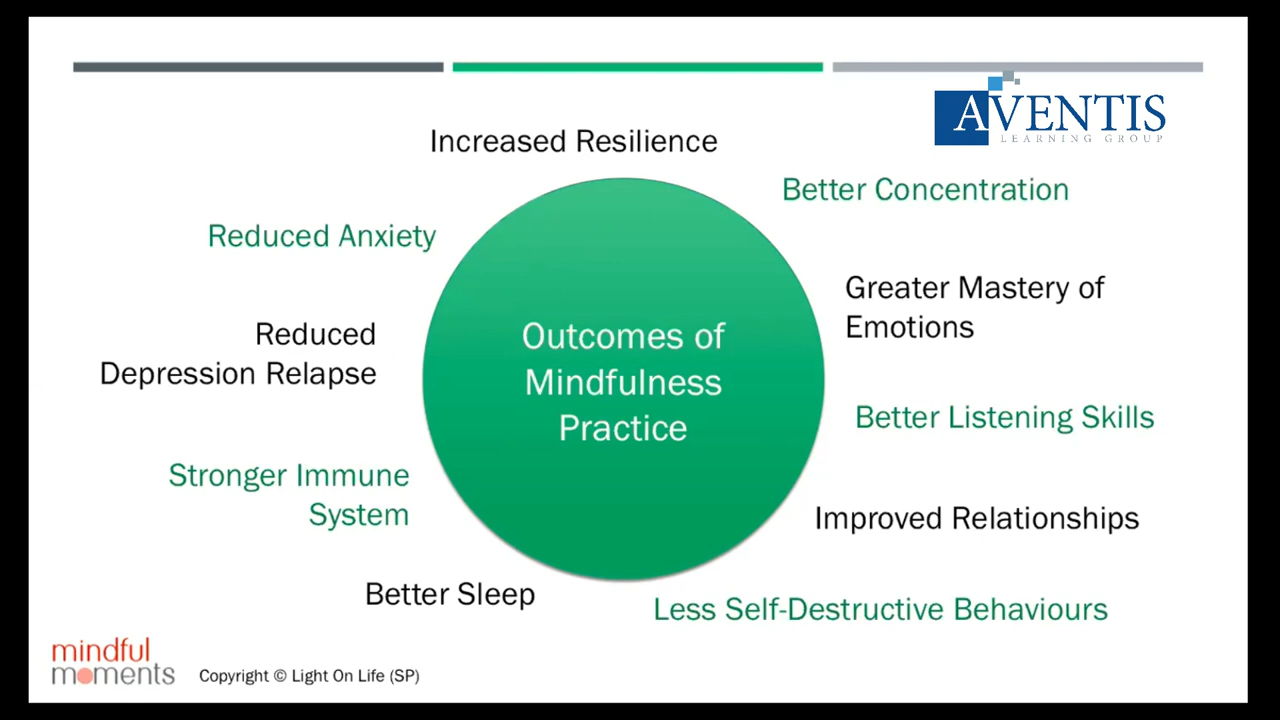 AVENTIS
LEARNING GROUP
Increased Resilience
Better Concentration
Reduced Anxiety
Greater Mastery of
Emotions
Reduced
Depression Relapse
Outcomes of
Mindfulness
Practice
Better Listening Skills
Stronger Immune
System
Improved Relationships
Better Sleep
Less Self-Destructive Behaviours
mindful
moments
Copyright © Light On Life (SP)